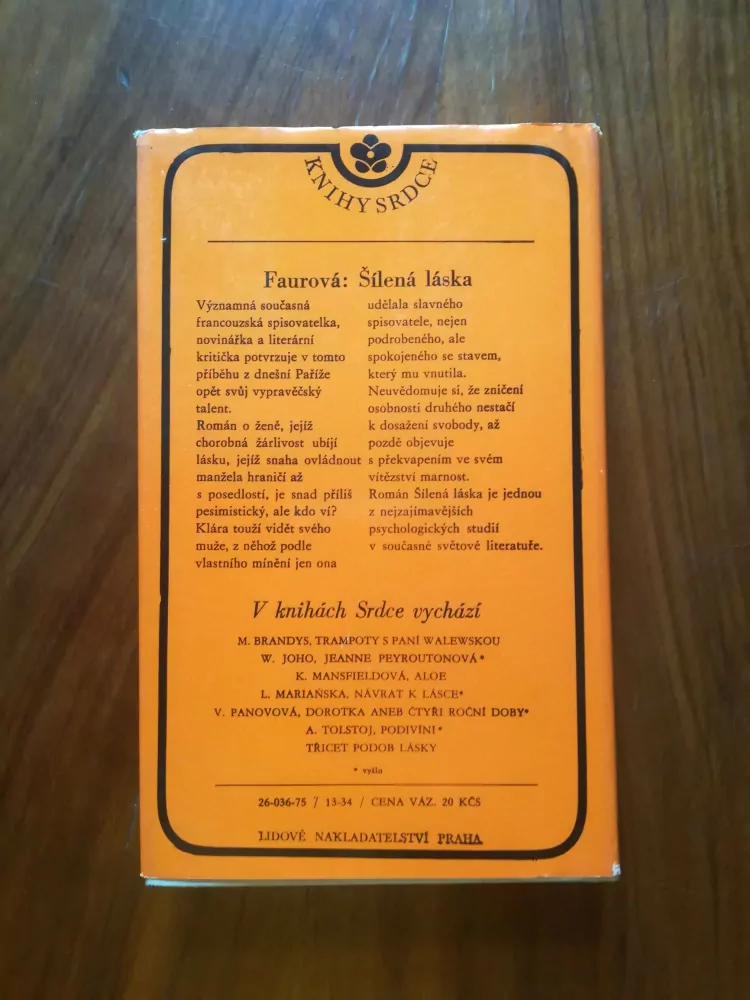 KNIHY SRDCE
Faurová: Šílená láska
Významná současná
francouzská spisovatelka,
novinářka a literární
kritička potvrzuje v tomto
příběhu z dnešní Paříže
opět svůj vypravěčský
talent.
Román o ženě, jejíž
chorobná žárlivost ubíjí
lásku, jejíž snaha ovládnout
manžela hraničí až
s posedlostí, je snad příliš
pesimistický, ale kdo ví?
Klára touží vidět svého
muže, z něhož podle
vlastního mínění jen ona
udělala slavného
spisovatele, nejen
podrobeného, ale
spokojeného se stavem,
který mu vnutila.
Neuvědomuje si, že zničení
osobnosti druhého nestačí
k dosažení svobody, až
pozdě objevuje
s překvapením ve svém
vítězství marnost.
Román Šílená láska je jednou
z nejzajímavějších
psychologických studií
v současné světové literatuře.
V knihách Srdce vychází
M. BRANDYS, TRAMPOTY S PANÍ WALEWSKOU
W. JOHO, JEANNE PEYROUTONOVÁ*
K. MANSFIELDOVÁ, ALOE
L. MARIAŃSKA, NÁVRAT K LÁSCE*
V. PANOVOVÁ, DOROTKA ANEB ČTYŘI ROČNÍ DOBY*
A. TOLSTOJ, PODIVÍNI*
TŘICET PODOB LÁSKY
* vyšlo
26-036-75 / 13-34 / CENA VÁZ. 20 KČS
LIDOVÉ NAKLADATELSTVÍ PRAHA